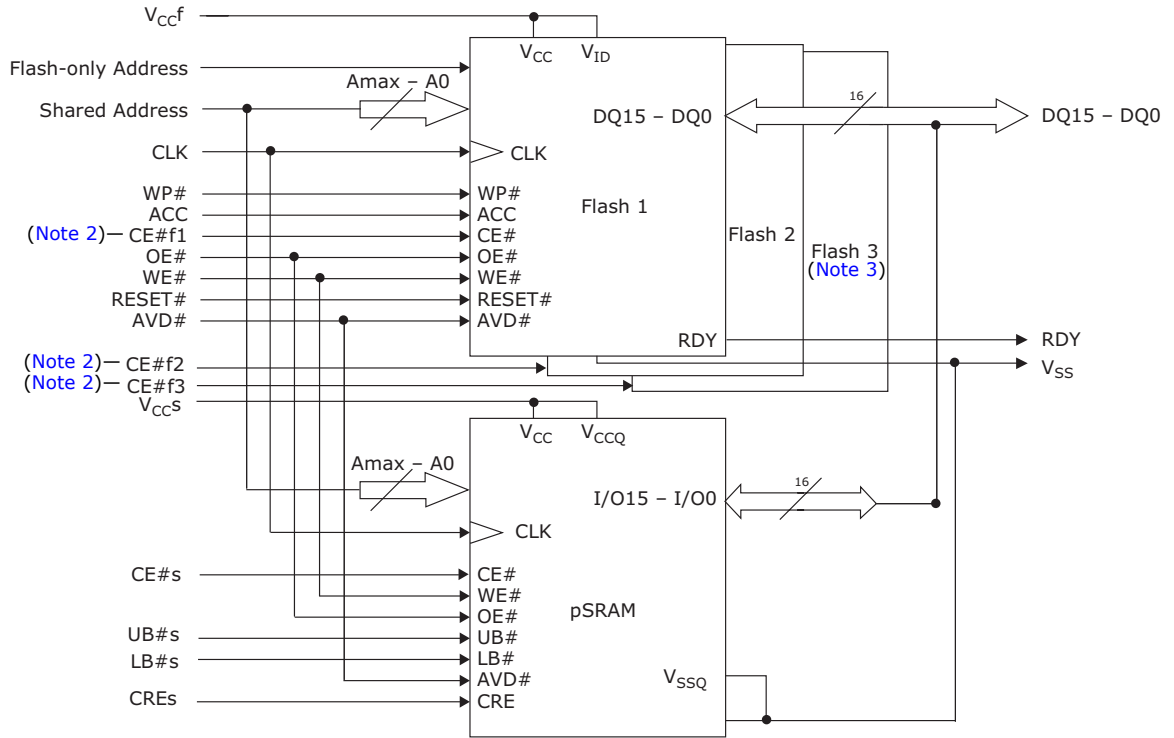 VCCf
VCC VID
Flash-only Address
Amax – A0
Shared Address
DQ15 – DQ0
16
DQ15 – DQ0
CLK
CLK
WP#
WP#
Flash 1
ACC
ACC
(Note 2) CE#f1
CE#
Flash 2
OE#
OE#
Flash 3
(Note 3)
WE#
WE#
RESET#
RESET#
AVD#
AVD#
RDY
RDY
(Note 2) CE#f2
VSS
(Note 2) CE#f3
VCCs
VCC VCCQ
Amax – A0
I/O15 – I/O0
16
CLK
CE#s
CE#
WE#
pSRAM
OE#
UB#s
UB#
LB#s
LB#
AVD#
VSSQ
CREs
CRE